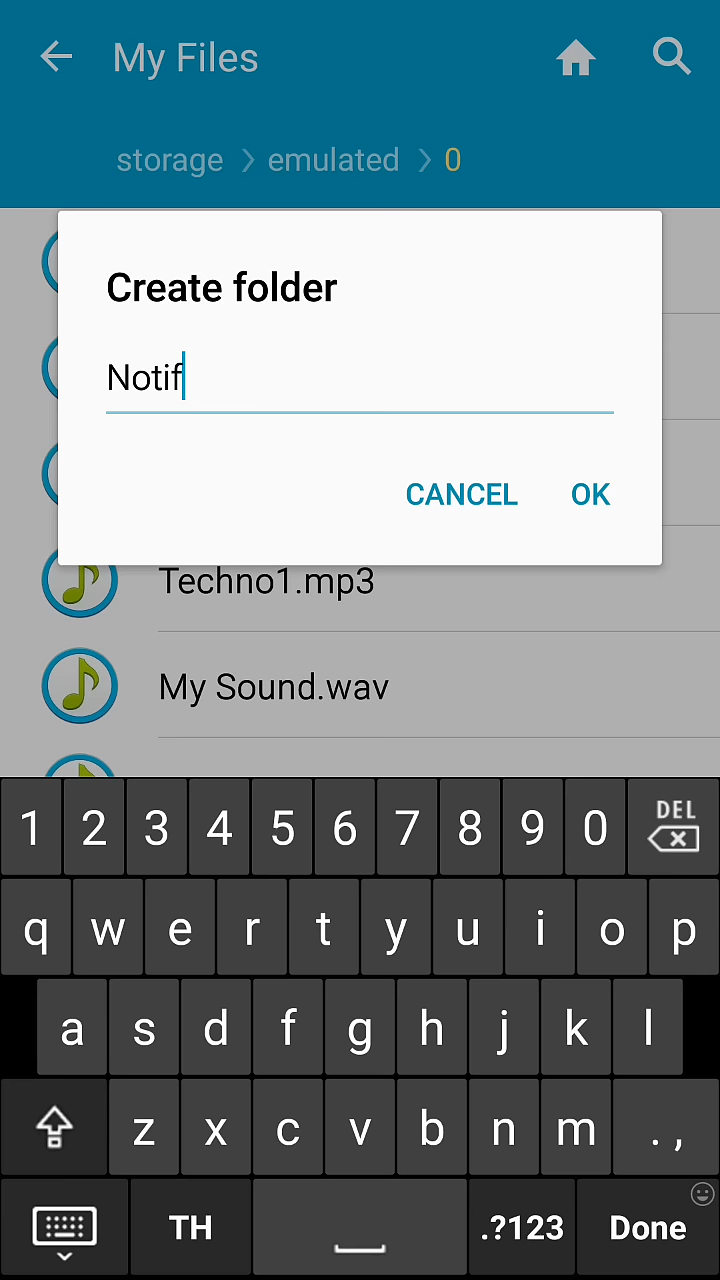 My Files
storage > emulated > 0
Create folder
Notif
CANCEL OK
Techno1.mp3
My Sound.wav
1 2 3 4 5 6 7 8 9 0 DEL
q w e r t y u i o p
a s d f g h j k l
z x c v b n m . ,
TH .?123 Done